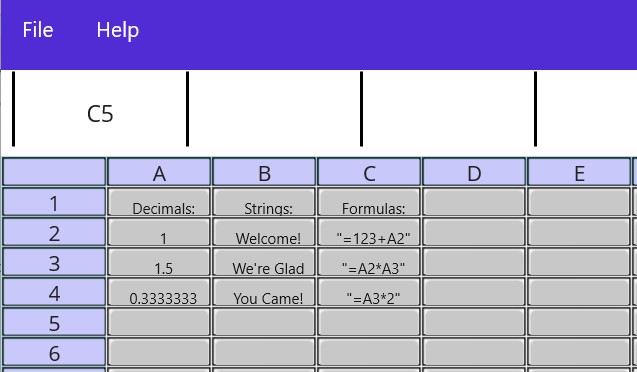 File Help
C5
A B C D E
1 Decimals: Strings: Formulas:
2 1 Welcome! "=123+A2"
3 1.5 We're Glad "=A2*A3"
4 0.3333333 You Came! "=A3*2"
5
6